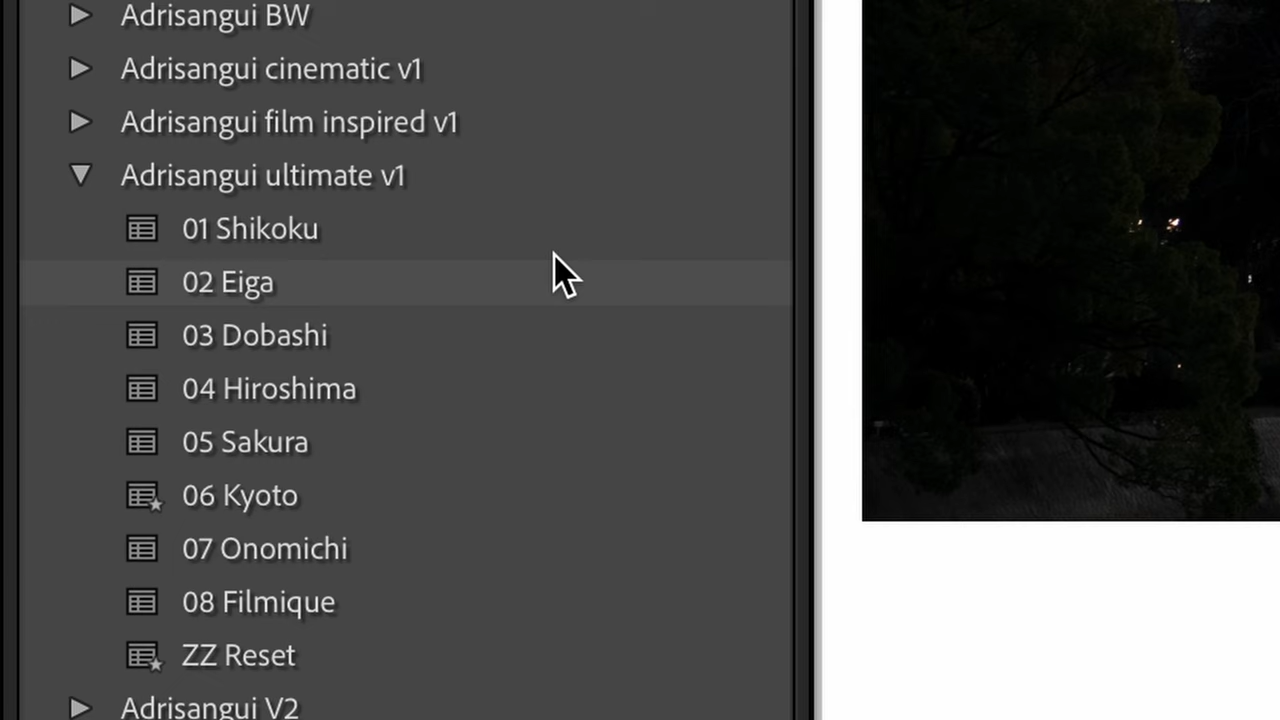 Adrisangui BW
Adrisangui cinematic v1
Adrisangui film inspired v1
Adrisangui ultimate v1
01 Shikoku
02 Eiga
03 Dobashi
04 Hiroshima
05 Sakura
06 Kyoto
07 Onomichi
08 Filmique
ZZ Reset
Adrisangui V2